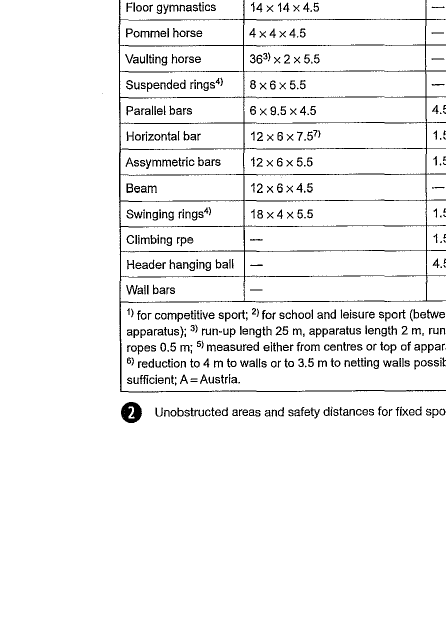 Floor gymnastics 14 × 14 × 4.5 —
Pommel horse 4 × 4 × 4.5 —
Vaulting horse 36³⁾ × 2 × 5.5 —
Suspended rings⁴⁾ 8 × 6 × 5.5 —
Parallel bars 6 × 9.5 × 4.5 4.5
Horizontal bar 12 × 6 × 7.5⁷⁾ 1.5
Assymmetric bars 12 × 6 × 5.5 1.5
Beam 12 × 6 × 4.5 —
Swinging rings⁴⁾ 18 × 4 × 5.5 1.5
Climbing rpe — 1.5
Header hanging ball — 4.5
Wall bars —
¹⁾ for competitive sport; ²⁾ for school and leisure sport (betwe
apparatus); ³⁾ run-up length 25 m, apparatus length 2 m, run
ropes 0.5 m; ⁵⁾ measured either from centres or top of appar
⁶⁾ reduction to 4 m to walls or to 3.5 m to netting walls possib
sufficient; A = Austria.
2 Unobstructed areas and safety distances for fixed spo